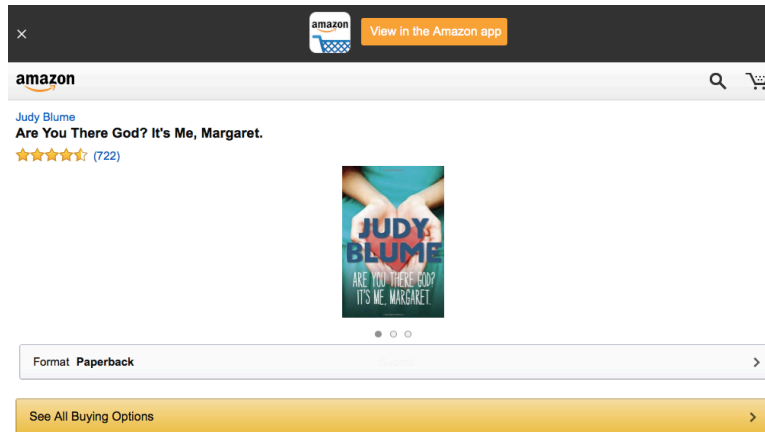 ×
amazon
View in the Amazon app
amazon
Judy Blume
Are You There God? It's Me, Margaret.
(722)
JUDY
BLUME
ARE YOU THERE GOD?
IT'S ME, MARGARET.
Format Paperback
See All Buying Options